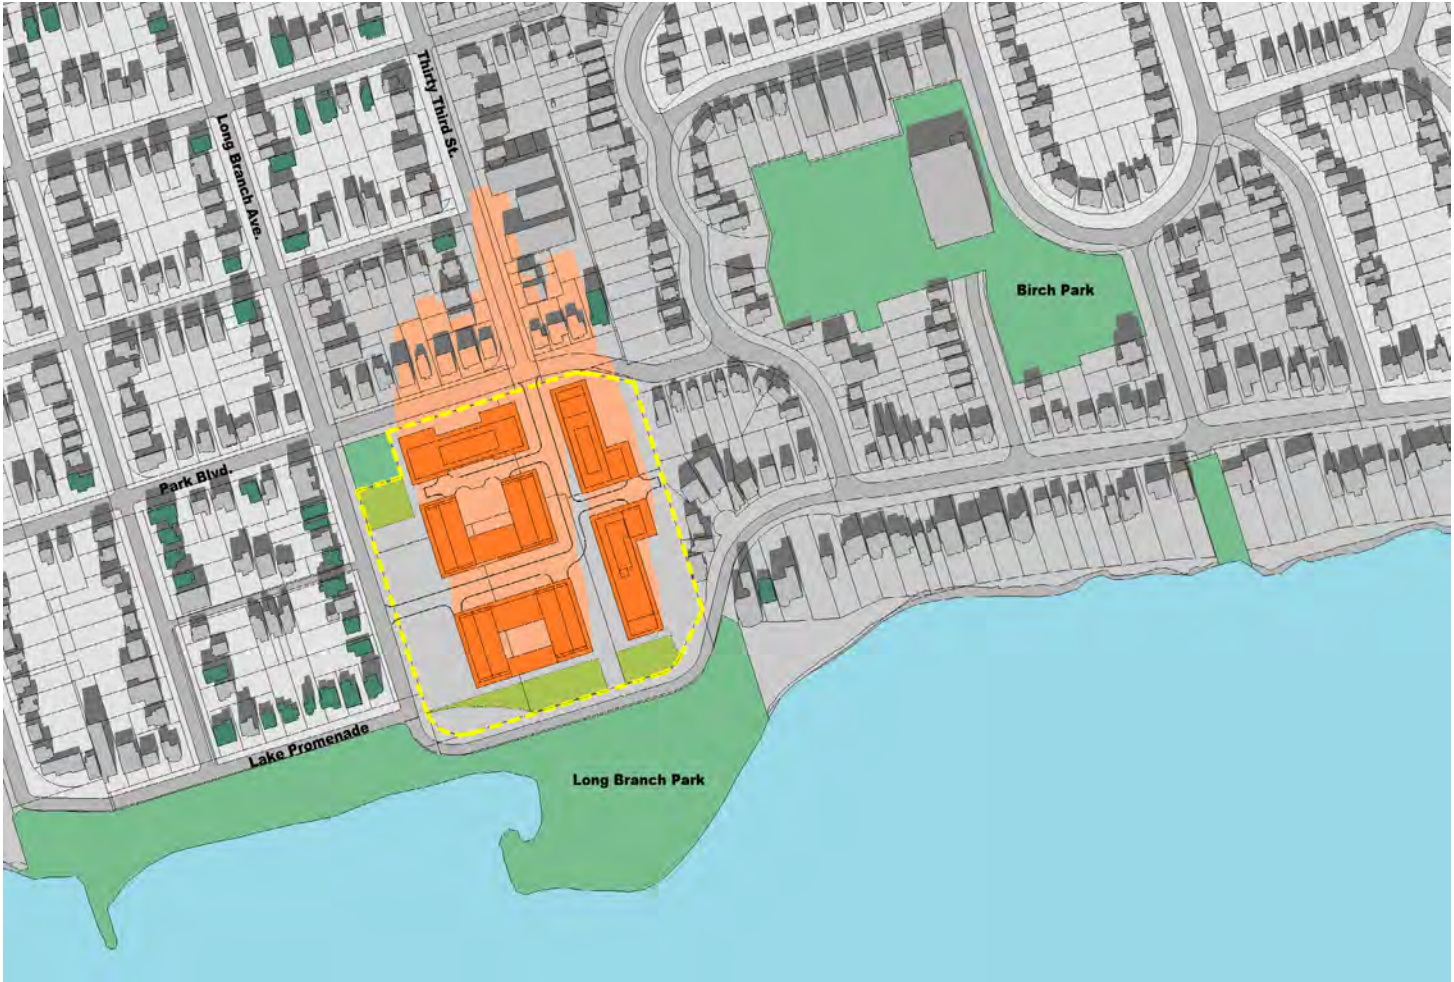 Thirty Third St.
Long Branch Ave.
Birch Park
Park Blvd.
Lake Promenade
Long Branch Park